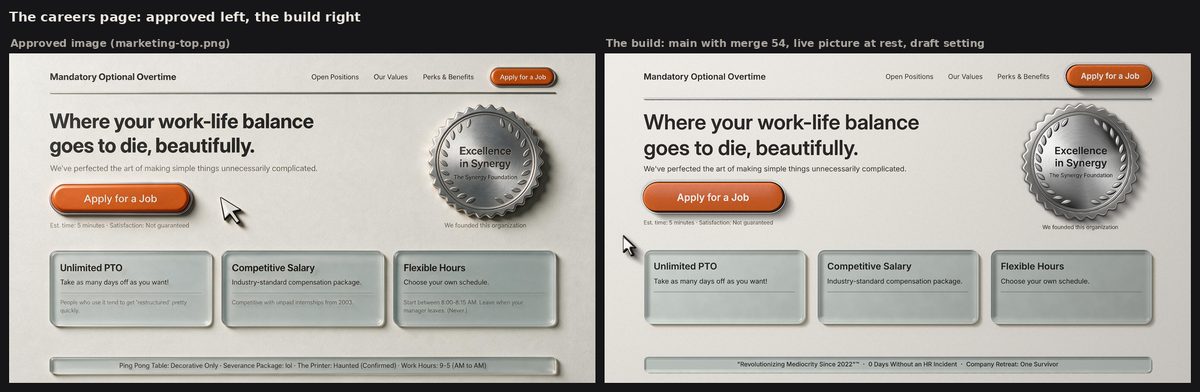 The careers page: approved left, the build right
Approved image (marketing-top.png)
Mandatory Optional Overtime
Open Positions
Our Values
Perks & Benefits
Apply for a Job
Where your work-life balance
goes to die, beautifully.
We've perfected the art of making simple things unnecessarily complicated.
Apply for a Job
Est. time: 5 minutes · Satisfaction: Not guaranteed
Excellence
in Synergy
The Synergy Foundation
We founded this organization
Unlimited PTO
Take as many days off as you want!
People who use it tend to get 'restructured' pretty
quickly.
Competitive Salary
Industry-standard compensation package.
Competitive with unpaid internships from 2003.
Flexible Hours
Choose your own schedule.
Start between 8:00-8:15 AM. Leave when your
manager leaves. (Never.)
Ping Pong Table: Decorative Only · Severance Package: lol · The Printer: Haunted (Confirmed) · Work Hours: 9-5 (AM to AM)
The build: main with merge 54, live picture at rest, draft setting
Mandatory Optional Overtime
Open Positions
Our Values
Perks & Benefits
Apply for a Job
Where your work-life balance
goes to die, beautifully.
We've perfected the art of making simple things unnecessarily complicated.
Apply for a Job
Est. time: 5 minutes · Satisfaction: Not guaranteed
Excellence
in Synergy
The Synergy Foundation
We founded this organization
Unlimited PTO
Take as many days off as you want!
Competitive Salary
Industry-standard compensation package.
Flexible Hours
Choose your own schedule.
"Revolutionizing Mediocrity Since 2022"™ · 0 Days Without an HR Incident · Company Retreat: One Survivor